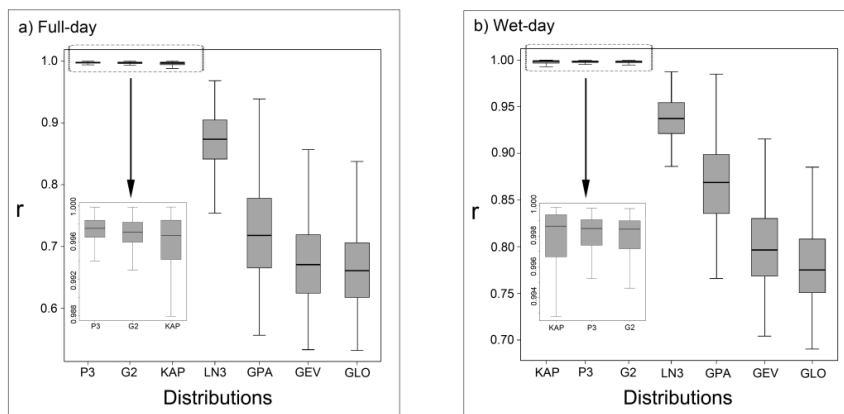 a) Full-day
1.0
0.9
0.8
0.7
0.6
r
1.000
0.996
0.992
0.988
P3 G2 KAP
P3 G2 KAP LN3 GPA GEV GLO
Distributions
b) Wet-day
1.00
0.95
0.90
0.85
0.80
0.75
0.70
r
1.000
0.998
0.996
0.994
KAP P3 G2
KAP P3 G2 LN3 GPA GEV GLO
Distributions